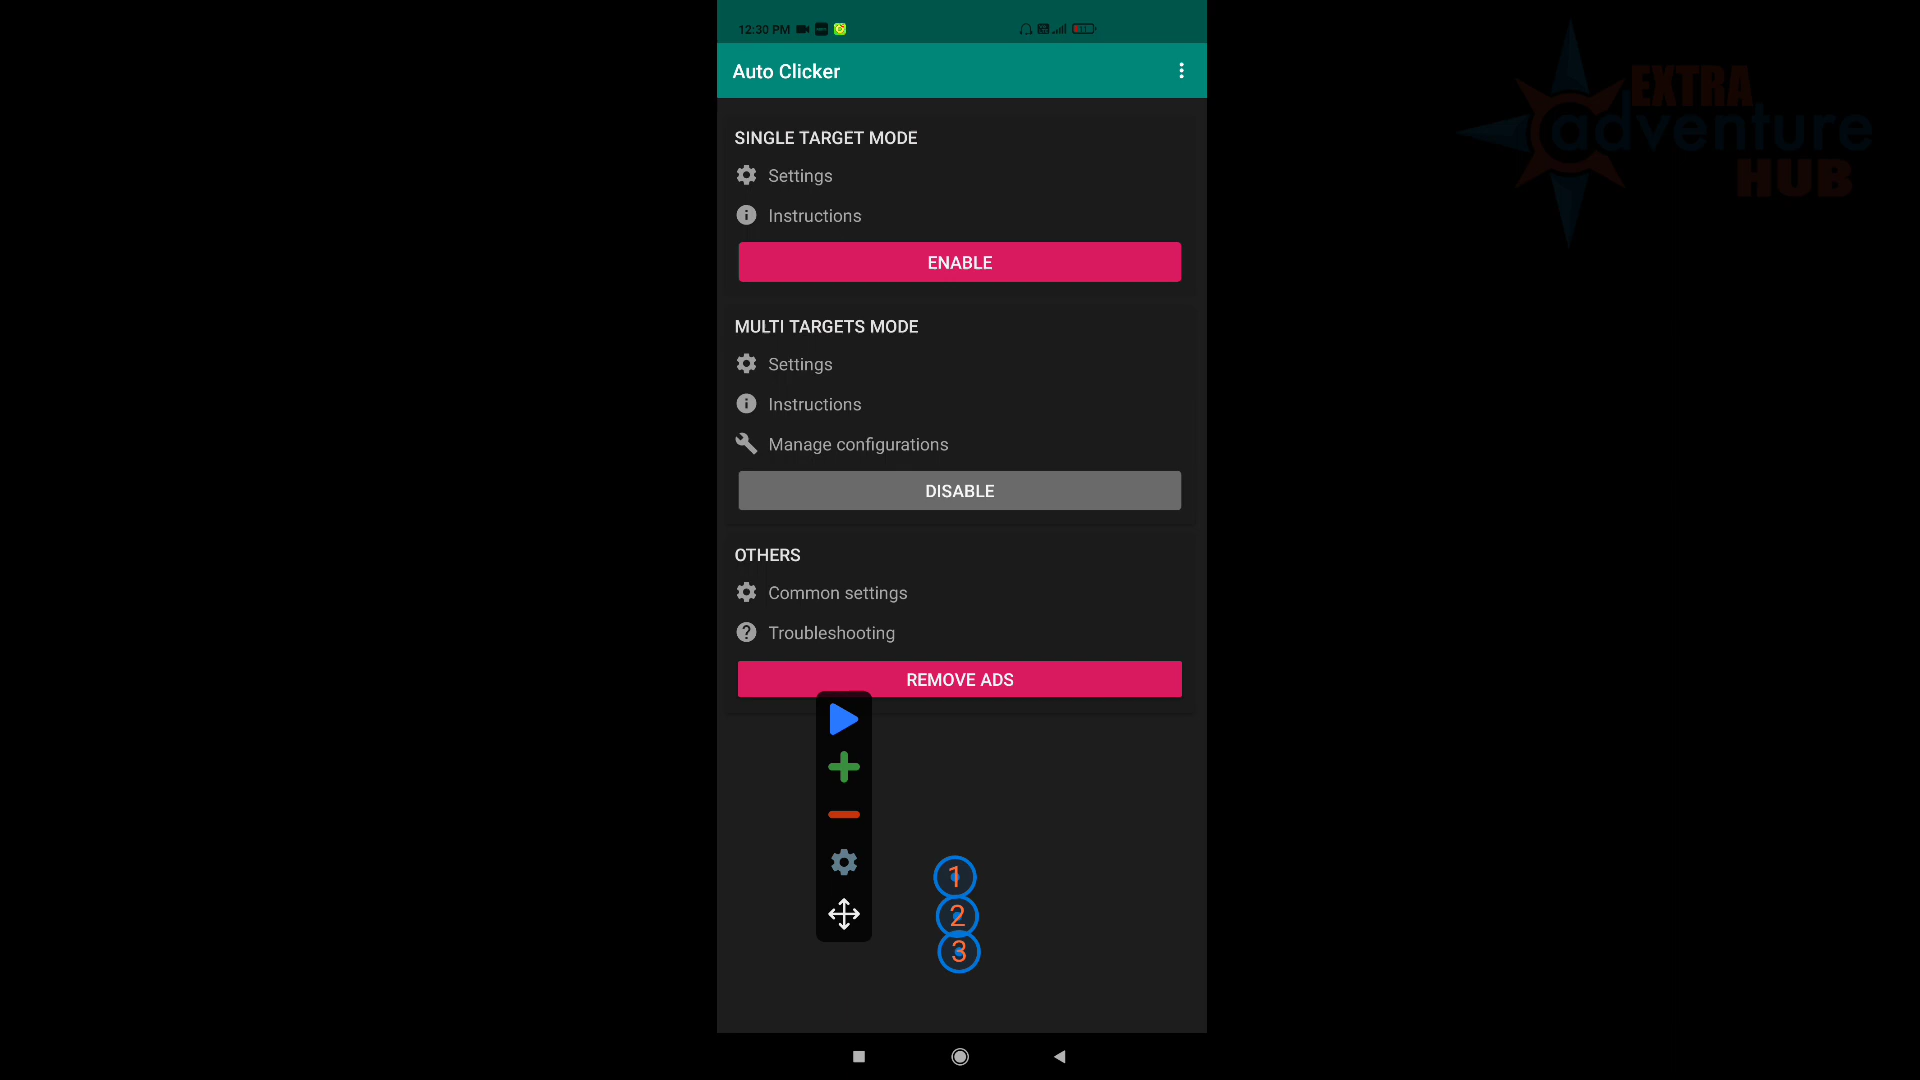 12:30 PM
11
Auto Clicker
EXTRA
adventure
HUB
SINGLE TARGET MODE
Settings
Instructions
ENABLE
MULTI TARGETS MODE
Settings
Instructions
Manage configurations
DISABLE
OTHERS
Common settings
Troubleshooting
REMOVE ADS
1
2
3